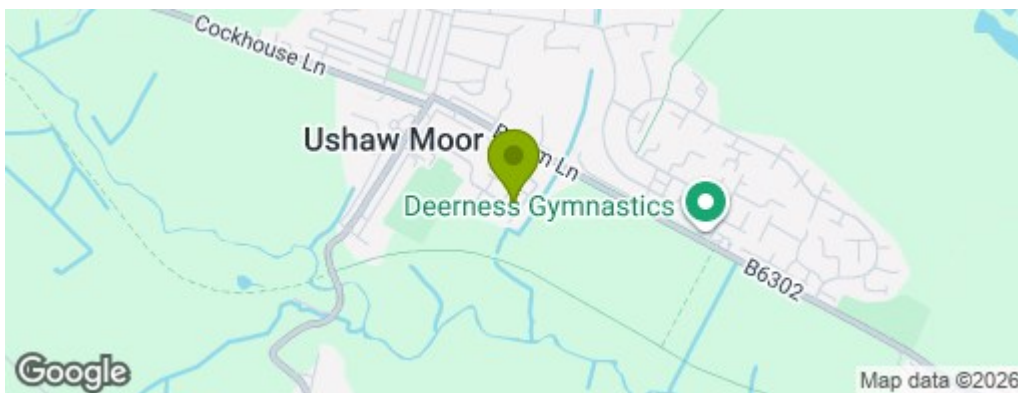 Cockhouse Ln
Ushaw Moor
Ln
Deerness Gymnastics
B6302
Google
Map data ©2026